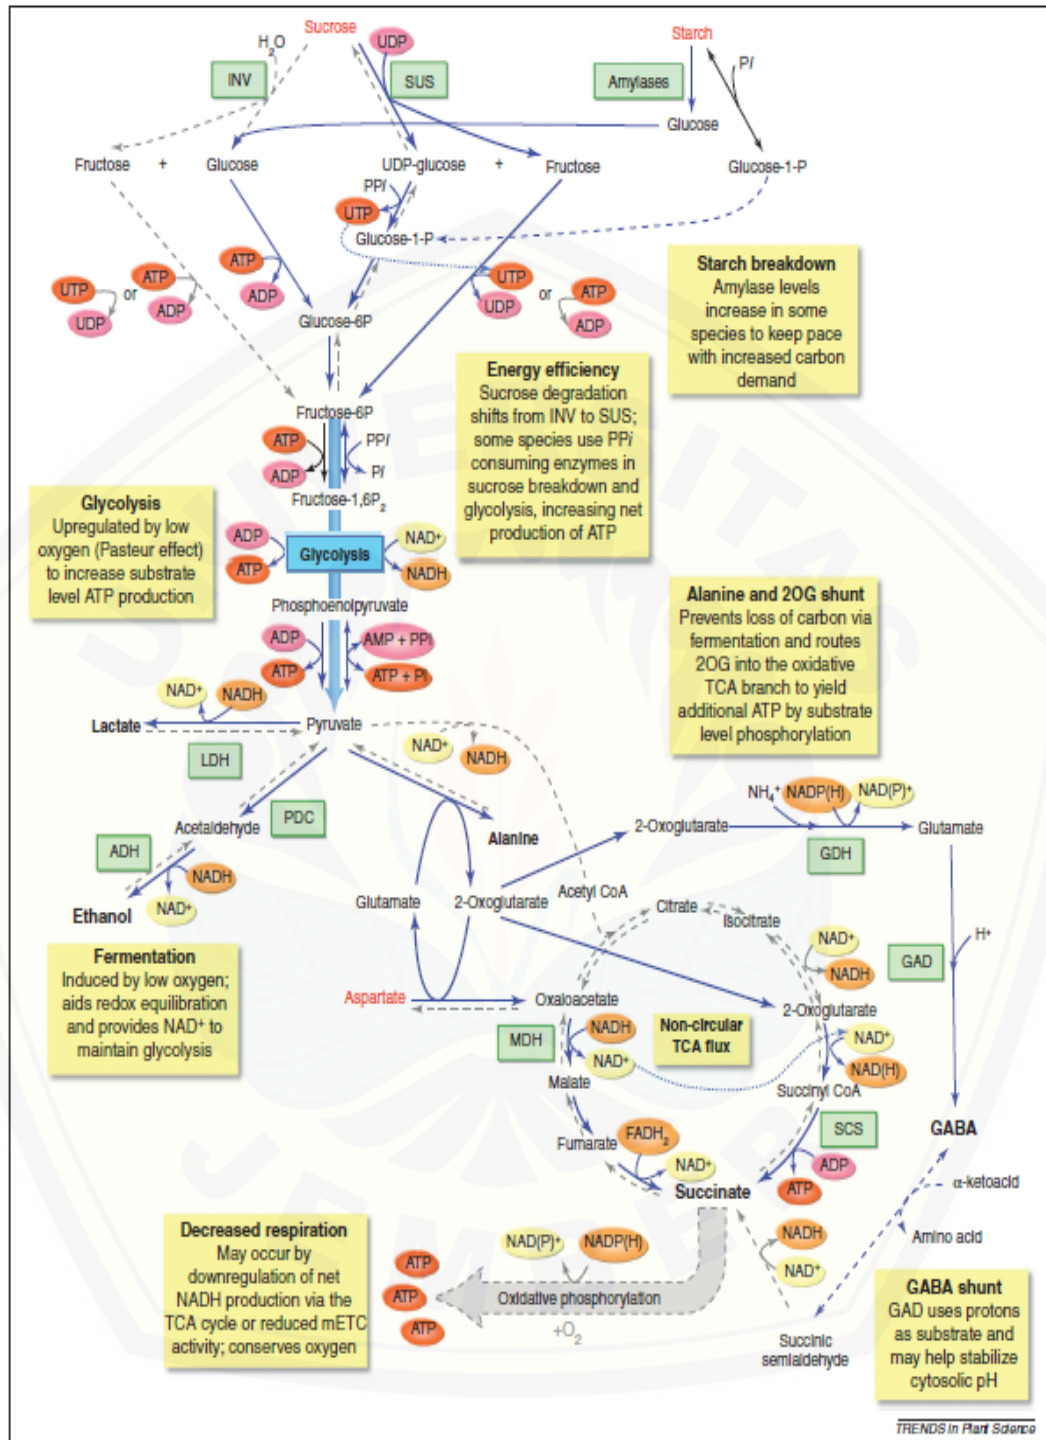 Sucrose
Starch
H2O
UDP
Pi
INV
SUS
Amylases
Glucose
Fructose + Glucose
UDP-glucose + Fructose
Glucose-1-P
PPi
UTP
Glucose-1-P
ATP
ADP
UTP
UDP
or
ATP
ADP
UTP
UDP
or
ATP
ADP
Glucose-6P
Starch breakdown
Amylase levels
increase in some
species to keep pace
with increased carbon
demand
Energy efficiency
Sucrose degradation
shifts from INV to SUS;
some species use PPi
consuming enzymes in
sucrose breakdown and
glycolysis, increasing net
production of ATP
Fructose-6P
ATP
ADP
PPi
Pi
Fructose-1,6P2
Glycolysis
Upregulated by low
oxygen (Pasteur effect)
to increase substrate
level ATP production
ADP
ATP
Glycolysis
NAD+
NADH
Phosphoenolpyruvate
ADP
ATP
AMP + PPi
ATP + Pi
Alanine and 2OG shunt
Prevents loss of carbon via
fermentation and routes
2OG into the oxidative
TCA branch to yield
additional ATP by substrate
level phosphorylation
NAD+
NADH
Lactate
Pyruvate
LDH
NAD+
NADH
Acetaldehyde
PDC
ADH
NADH
NAD+
Ethanol
Alanine
Glutamate
2-Oxoglutarate
2-Oxoglutarate
NH4+
NADP(H)
NAD(P)+
Glutamate
GDH
Acetyl CoA
Citrate
Isocitrate
NAD+
NADH
GAD
H+
Fermentation
Induced by low oxygen;
aids redox equilibration
and provides NAD+ to
maintain glycolysis
Aspartate
Oxaloacetate
2-Oxoglutarate
MDH
NADH
NAD+
Non-circular
TCA flux
NAD+
NAD(H)
Malate
Succinyl CoA
Fumarate
FADH2
NAD+
SCS
ADP
ATP
GABA
Succinate
α-ketoacid
Amino acid
NADH
NAD+
Decreased respiration
May occur by
downregulation of net
NADH production via the
TCA cycle or reduced mETC
activity; conserves oxygen
ATP
ATP
ATP
NAD(P)+
NADP(H)
Oxidative phosphorylation
+O2
Succinic
semialdehyde
GABA shunt
GAD uses protons
as substrate and
may help stabilize
cytosolic pH
TRENDS in Plant Science
UNIVERSITAS
JEMBER